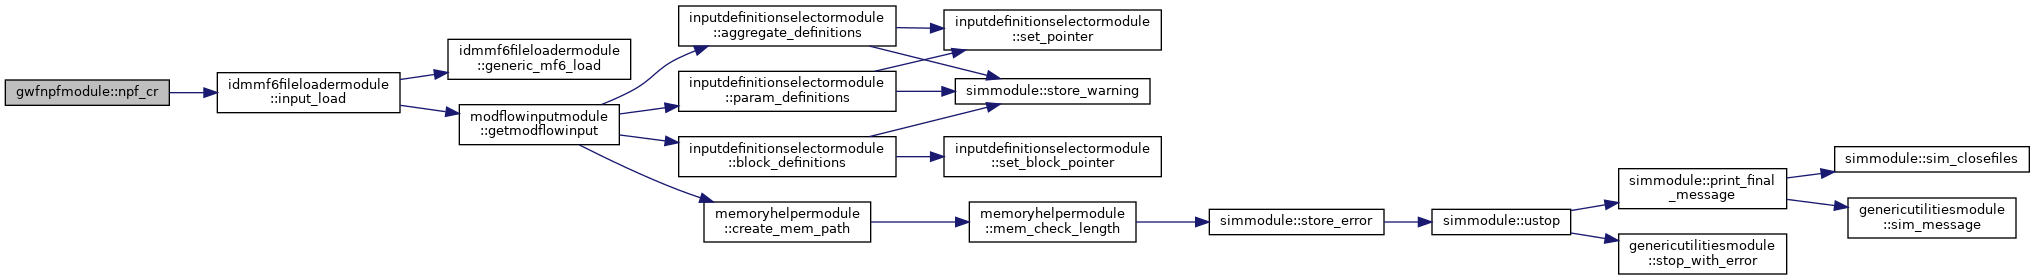 gwfnpfmodule::npf_cr
idmmf6fileloadermodule
::input_load
idmmf6fileloadermodule
::generic_mf6_load
modflowinputmodule
::getmodflowinput
inputdefinitionselectormodule
::aggregate_definitions
inputdefinitionselectormodule
::param_definitions
inputdefinitionselectormodule
::block_definitions
memoryhelpermodule
::create_mem_path
inputdefinitionselectormodule
::set_pointer
simmodule::store_warning
inputdefinitionselectormodule
::set_block_pointer
memoryhelpermodule
::mem_check_length
simmodule::store_error
simmodule::ustop
simmodule::print_final
_message
genericutilitiesmodule
::stop_with_error
simmodule::sim_closefiles
genericutilitiesmodule
::sim_message